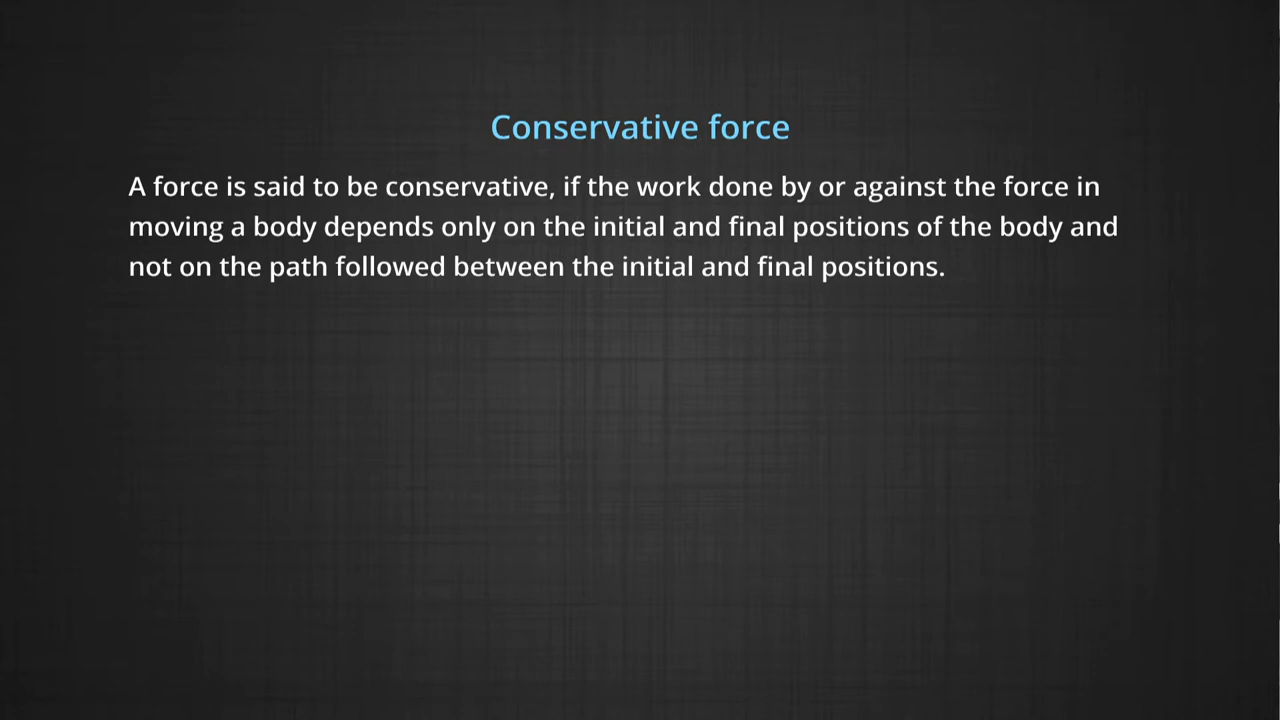 Conservative force
A force is said to be conservative, if the work done by or against the force in
moving a body depends only on the initial and final positions of the body and
not on the path followed between the initial and final positions.